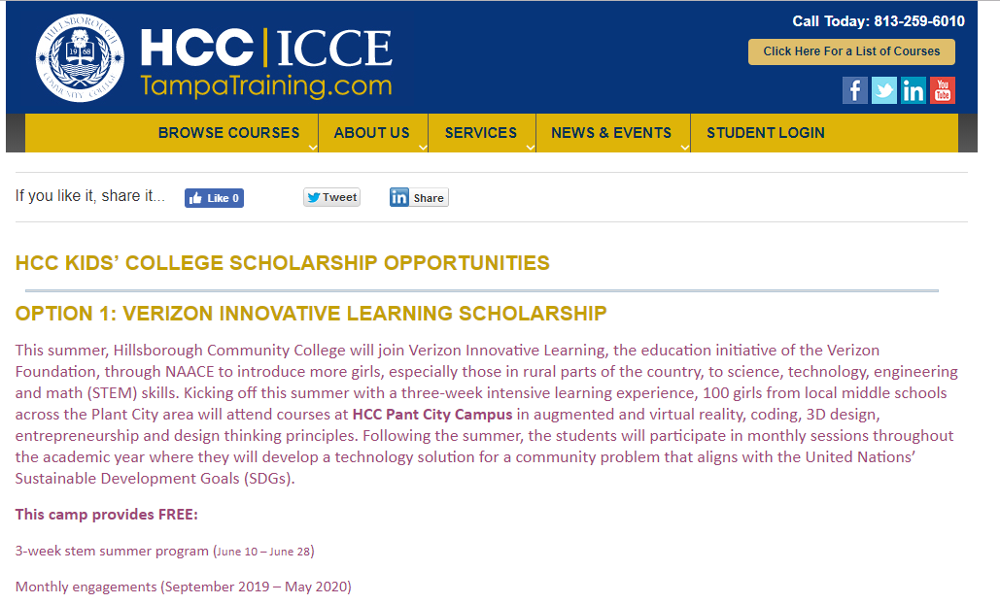 HILLSBOROUGH
1968
COMMUNITY COLLEGE
HCC | ICCE
TampaTraining.com
Call Today: 813-259-6010
Click Here For a List of Courses
f
in
You Tube
BROWSE COURSES ABOUT US SERVICES NEWS & EVENTS STUDENT LOGIN
If you like it, share it... Like 0 Tweet in Share
HCC KIDS’ COLLEGE SCHOLARSHIP OPPORTUNITIES
OPTION 1: VERIZON INNOVATIVE LEARNING SCHOLARSHIP
This summer, Hillsborough Community College will join Verizon Innovative Learning, the education initiative of the Verizon
Foundation, through NAACE to introduce more girls, especially those in rural parts of the country, to science, technology, engineering
and math (STEM) skills. Kicking off this summer with a three-week intensive learning experience, 100 girls from local middle schools
across the Plant City area will attend courses at HCC Pant City Campus in augmented and virtual reality, coding, 3D design,
entrepreneurship and design thinking principles. Following the summer, the students will participate in monthly sessions throughout
the academic year where they will develop a technology solution for a community problem that aligns with the United Nations’
Sustainable Development Goals (SDGs).
This camp provides FREE:
3-week stem summer program (June 10 – June 28)
Monthly engagements (September 2019 – May 2020)